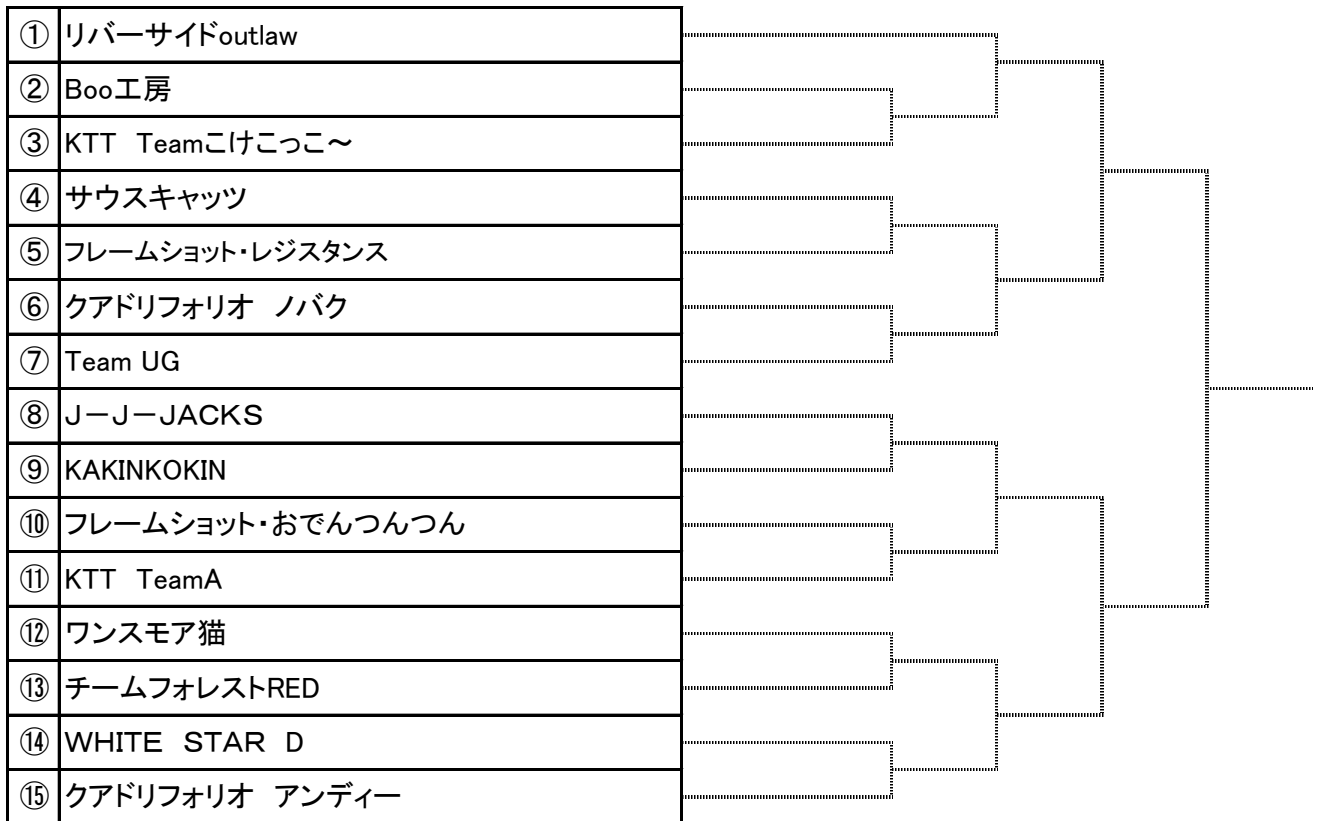 ① リバーサイドoutlaw
② Boo工房
③ KTT　Teamこけこっこ～
④ サウスキャッツ
⑤ フレームショット・レジスタンス
⑥ クアドリフォリオ　ノバク
⑦ Team UG
⑧ J－J－JACKS
⑨ KAKINKOKIN
⑩ フレームショット・おでんつんつん
⑪ KTT　TeamA
⑫ ワンスモア猫
⑬ チームフォレストRED
⑭ WHITE　STAR　D
⑮ クアドリフォリオ　アンディー